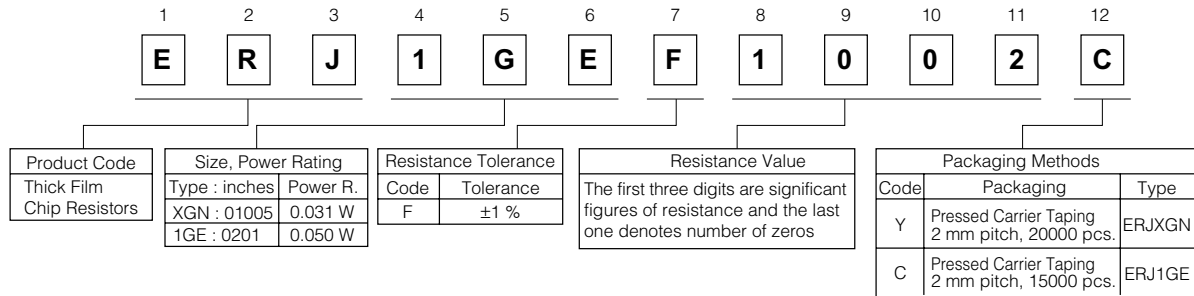 1 2 3 4 5 6 7 8 9 10 11 12
E R J 1 G E F 1 0 0 2 C
Product Code
Thick Film
Chip Resistors
Size, Power Rating
Type : inches Power R.
XGN : 01005 0.031 W
1GE : 0201 0.050 W
Resistance Tolerance
Code Tolerance
F ±1 %
Resistance Value
The first three digits are significant
figures of resistance and the last
one denotes number of zeros
Packaging Methods
Code Packaging Type
Y Pressed Carrier Taping
2 mm pitch, 20000 pcs. ERJXGN
C Pressed Carrier Taping
2 mm pitch, 15000 pcs. ERJ1GE